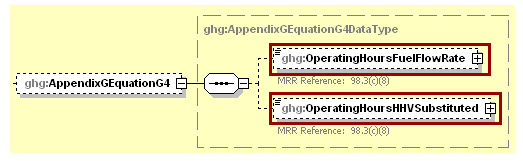 ghg:AppendixGEquationG4DataType
ghg:OperatingHoursFuelFlowRate
MRR Reference: 98.3(c)(8)
ghg:AppendixGEquationG4
ghg:OperatingHoursHHVSubstituted
MRR Reference: 98.3(c)(8)